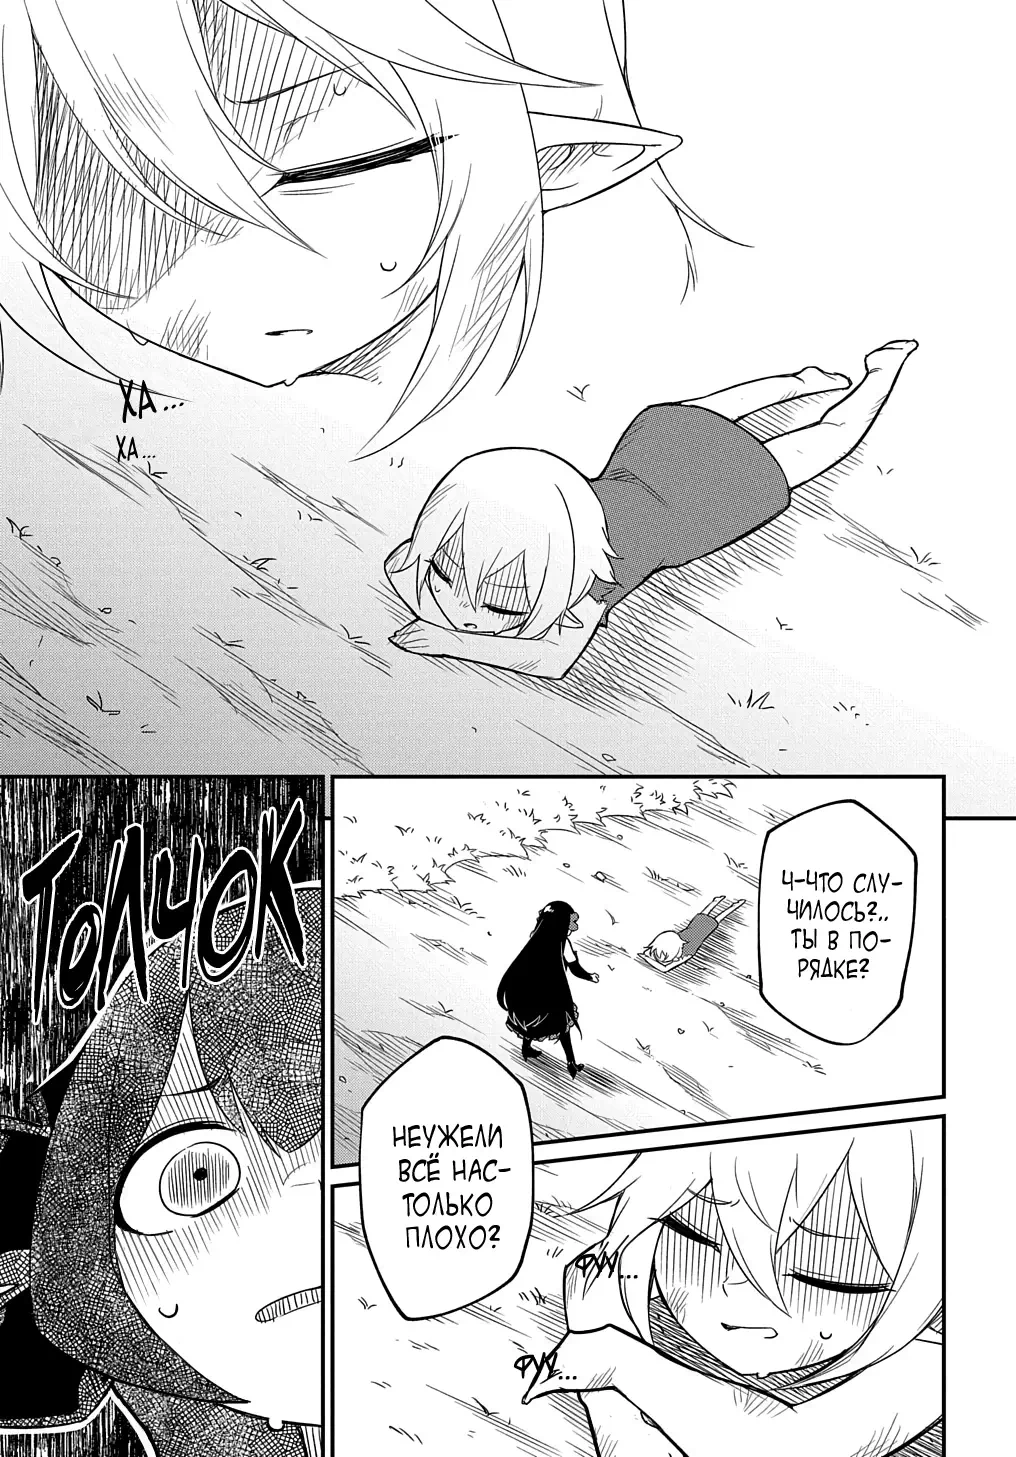 ХА...
ХА...
Ч-ЧТО СЛУ-
ЧИЛОСЬ?..
ТЫ В ПО-
РЯДКЕ?
НЕУЖЕЛИ
ВСЁ НАС-
ТОЛЬКО
ПЛОХО?
ФУУ...
ФУУ...
ТОЛЧОК